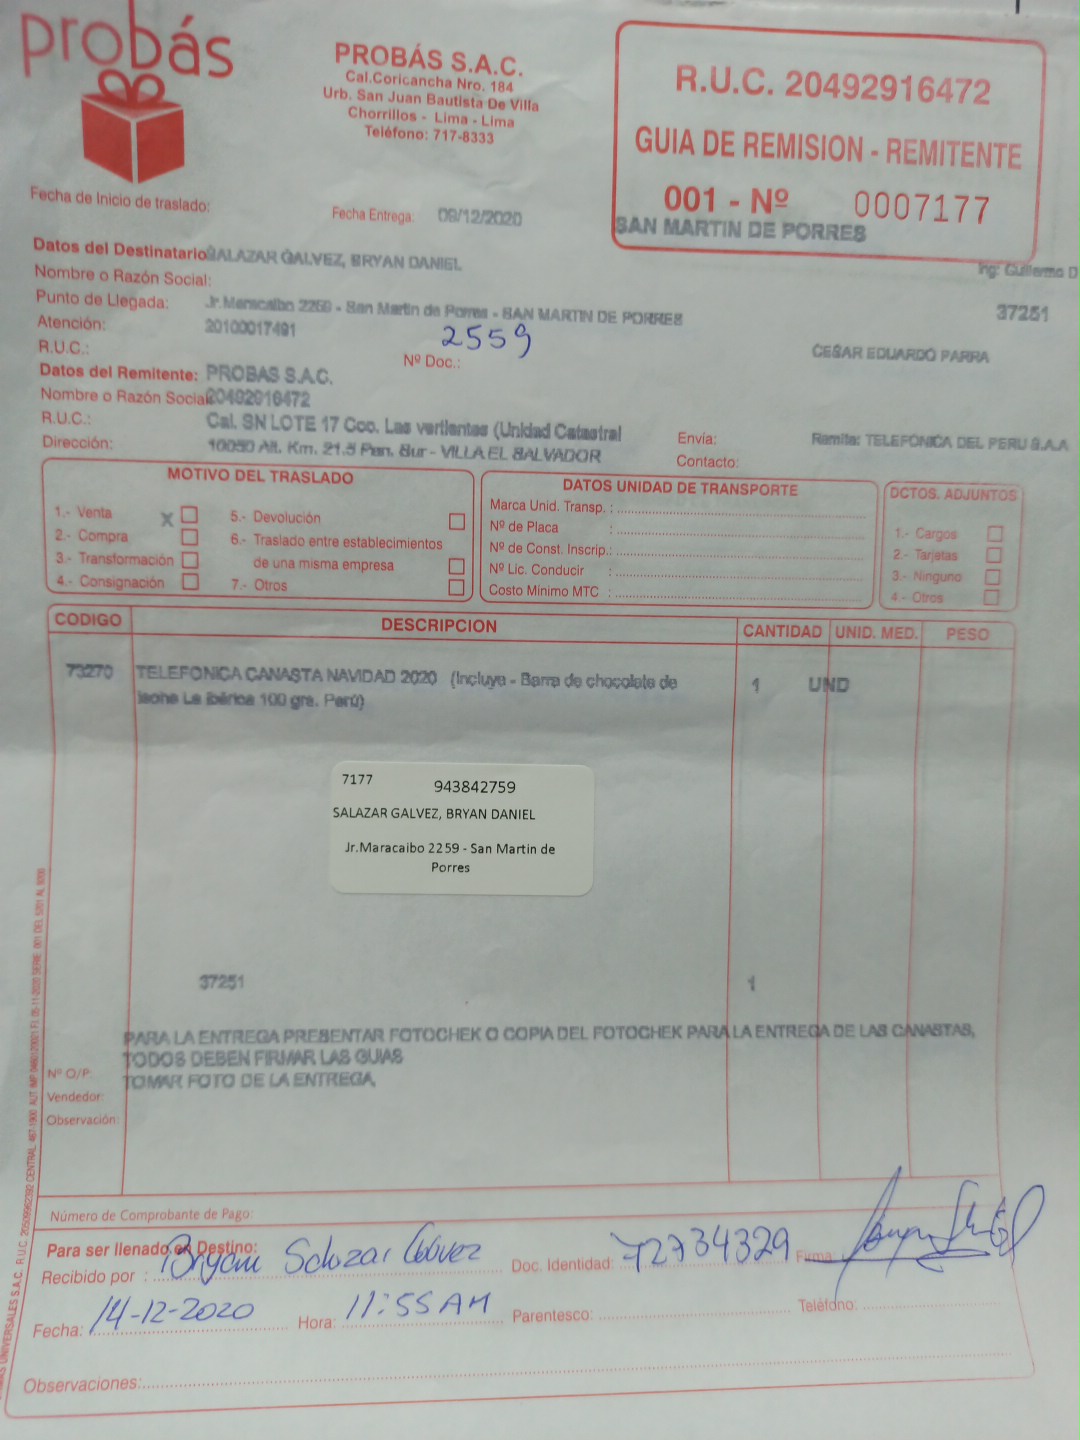 probás
PROBÁS S.A.C.
Cal.Coricancha Nro. 184
Urb. San Juan Bautista De Villa
Chorrillos - Lima - Lima
Teléfono: 717-8333
R.U.C. 20492916472
GUIA DE REMISION - REMITENTE
001 - Nº 0007177
SAN MARTIN DE PORRES
Fecha de Inicio de traslado:
Fecha Entrega: 09/12/2020
Ing: Guillermo D
Datos del Destinatario SALAZAR GALVEZ, BRYAN DANIEL
Nombre o Razón Social:
37251
Punto de Llegada: Jr.Maracaibo 2259 - San Martin de Porres - SAN MARTIN DE PORRES
Atención: 20100017491
2559
R.U.C.: Nº Doc.: CESAR EDUARDO PARRA
Datos del Remitente: PROBAS S.A.C.
Nombre o Razón Social 20492916472
R.U.C.: Cal. SN LOTE 17 Coo. Las vertientes (Unidad Catastral
Dirección: 10050 Alt. Km. 21.5 Pan. Sur - VILLA EL SALVADOR
Envía: Remite: TELEFONICA DEL PERU S.A.A
Contacto:
MOTIVO DEL TRASLADO
1.- Venta X
2.- Compra
3.- Transformación
4.- Consignación
5.- Devolución
6.- Traslado entre establecimientos
de una misma empresa
7.- Otros
DATOS UNIDAD DE TRANSPORTE
Marca Unid. Transp. :
Nº de Placa :
Nº de Const. Inscrip.:
Nº Lic. Conducir :
Costo Mínimo MTC :
DCTOS. ADJUNTOS
1.- Cargos
2.- Tarjetas
3.- Ninguno
4.- Otros
CODIGO DESCRIPCION CANTIDAD UNID. MED. PESO
73270 TELEFONICA CANASTA NAVIDAD 2020 (Incluye - Barra de chocolate de 1 UND
leche La ibérica 100 grs. Perú)
7177 943842759
SALAZAR GALVEZ, BRYAN DANIEL
Jr.Maracaibo 2259 - San Martin de
Porres
37251 1
PARA LA ENTREGA PRESENTAR FOTOCHEK O COPIA DEL FOTOCHEK PARA LA ENTREGA DE LAS CANASTAS,
TODOS DEBEN FIRMAR LAS GUIAS
TOMAR FOTO DE LA ENTREGA,
Nº O/P:
Vendedor:
Observación:
Número de Comprobante de Pago:
Para ser llenado en Destino:
Recibido por : Bryan Salazar Galvez Doc. Identidad: 72734329 Firma:
Fecha: 14-12-2020 Hora: 11:55 AM Parentesco: Teléfono:
Observaciones: